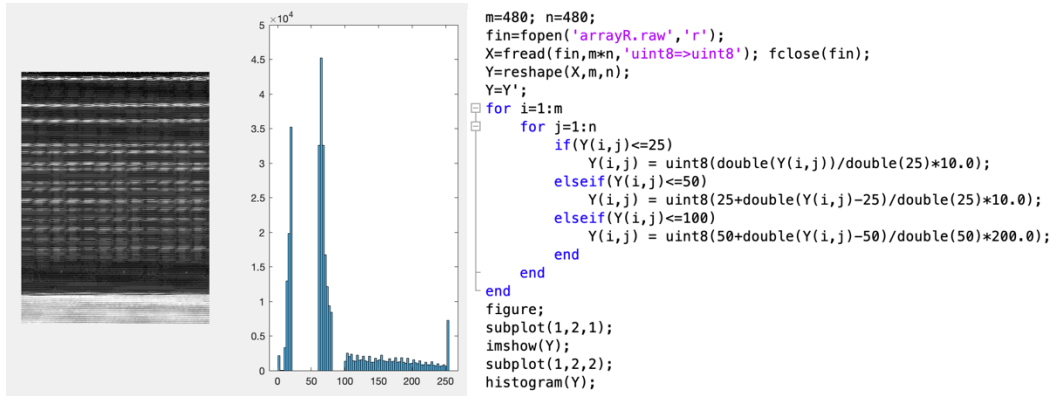 ×10⁴
5
4.5
4
3.5
3
2.5
2
1.5
1
0.5
0
0 50 100 150 200 250
m=480; n=480;
fin=fopen('arrayR.raw','r');
X=fread(fin,m*n,'uint8=>uint8'); fclose(fin);
Y=reshape(X,m,n);
Y=Y';
for i=1:m
for j=1:n
if(Y(i,j)<=25)
Y(i,j) = uint8(double(Y(i,j))/double(25)*10.0);
elseif(Y(i,j)<=50)
Y(i,j) = uint8(25+double(Y(i,j)-25)/double(25)*10.0);
elseif(Y(i,j)<=100)
Y(i,j) = uint8(50+double(Y(i,j)-50)/double(50)*200.0);
end
end
end
figure;
subplot(1,2,1);
imshow(Y);
subplot(1,2,2);
histogram(Y);